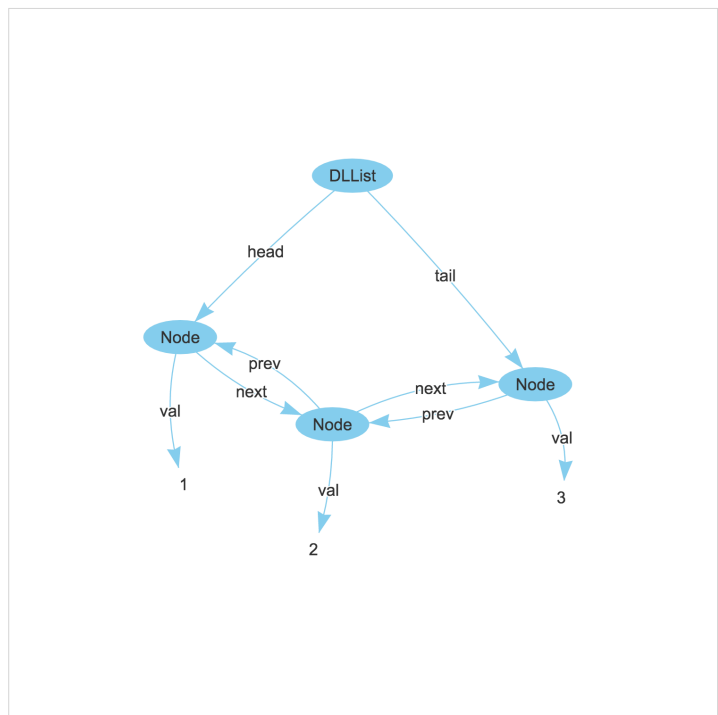 DLList
head
tail
Node
prev
next
Node
next
prev
Node
val
val
val
1
2
3